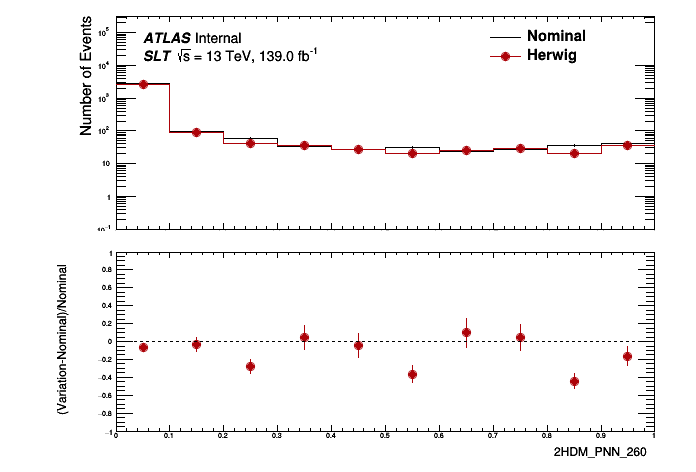 ATLAS Internal
SLT √s = 13 TeV, 139.0 fb⁻¹
Nominal
Herwig
Number of Events
10⁵
10⁴
10³
10²
10
1
10⁻¹
(Variation-Nominal)/Nominal
1
0.8
0.6
0.4
0.2
0
−0.2
−0.4
−0.6
−0.8
−1
0 0.1 0.2 0.3 0.4 0.5 0.6 0.7 0.8 0.9 1
2HDM_PNN_260